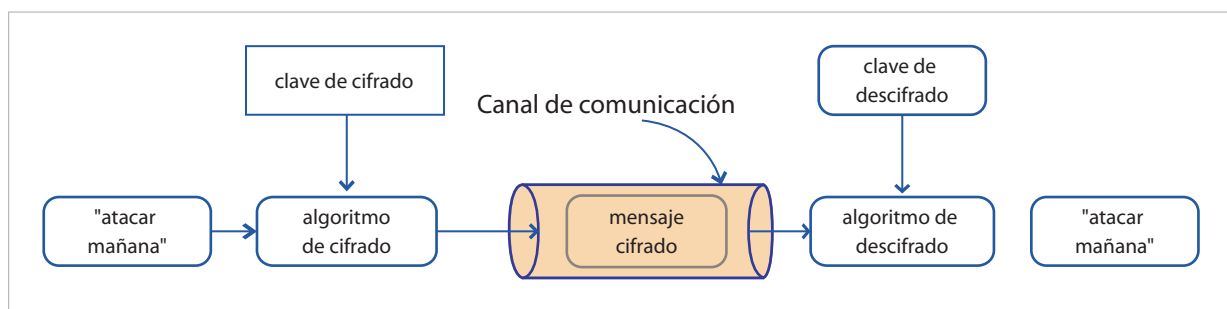 clave de cifrado
clave de
descifrado
Canal de comunicación
"atacar
mañana"
algoritmo
de cifrado
mensaje
cifrado
algoritmo de
descifrado
"atacar
mañana"